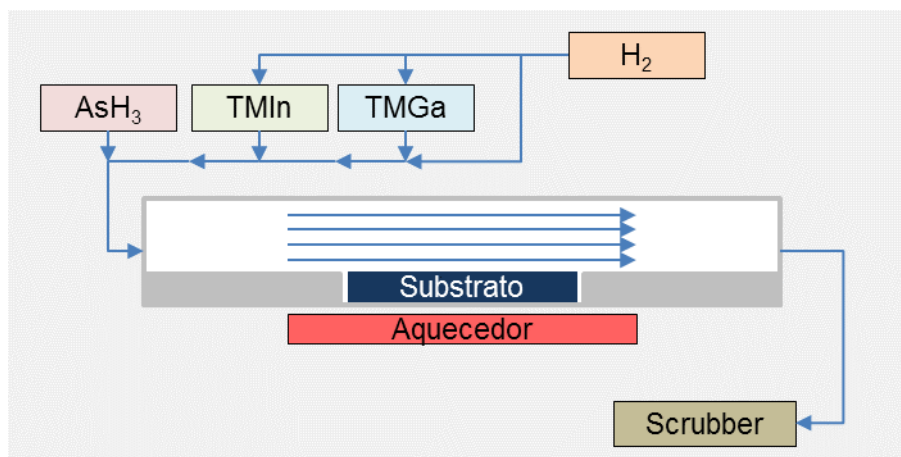 H₂
AsH₃
TMIn
TMGa
Substrato
Aquecedor
Scrubber